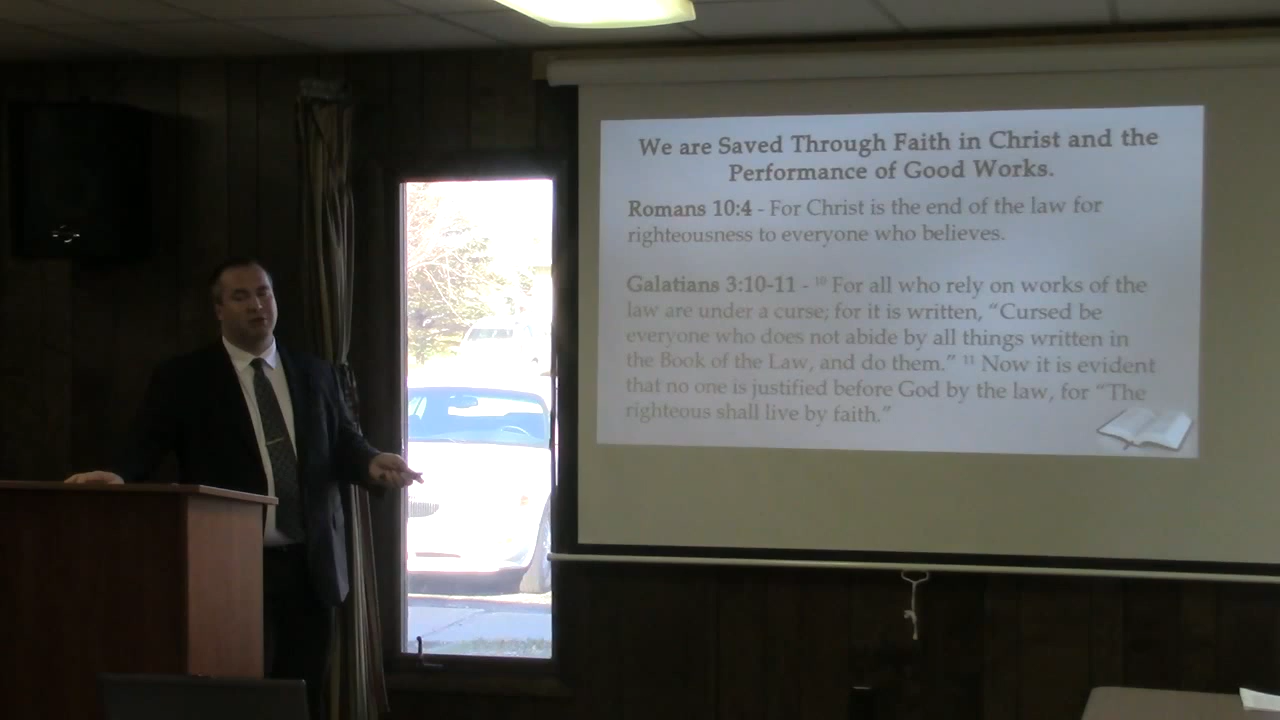 We are Saved Through Faith in Christ and the
Performance of Good Works.
Romans 10:4 - For Christ is the end of the law for
righteousness to everyone who believes.
Galatians 3:10-11 - ¹⁰ For all who rely on works of the
law are under a curse; for it is written, “Cursed be
everyone who does not abide by all things written in
the Book of the Law, and do them.” ¹¹ Now it is evident
that no one is justified before God by the law, for “The
righteous shall live by faith.”